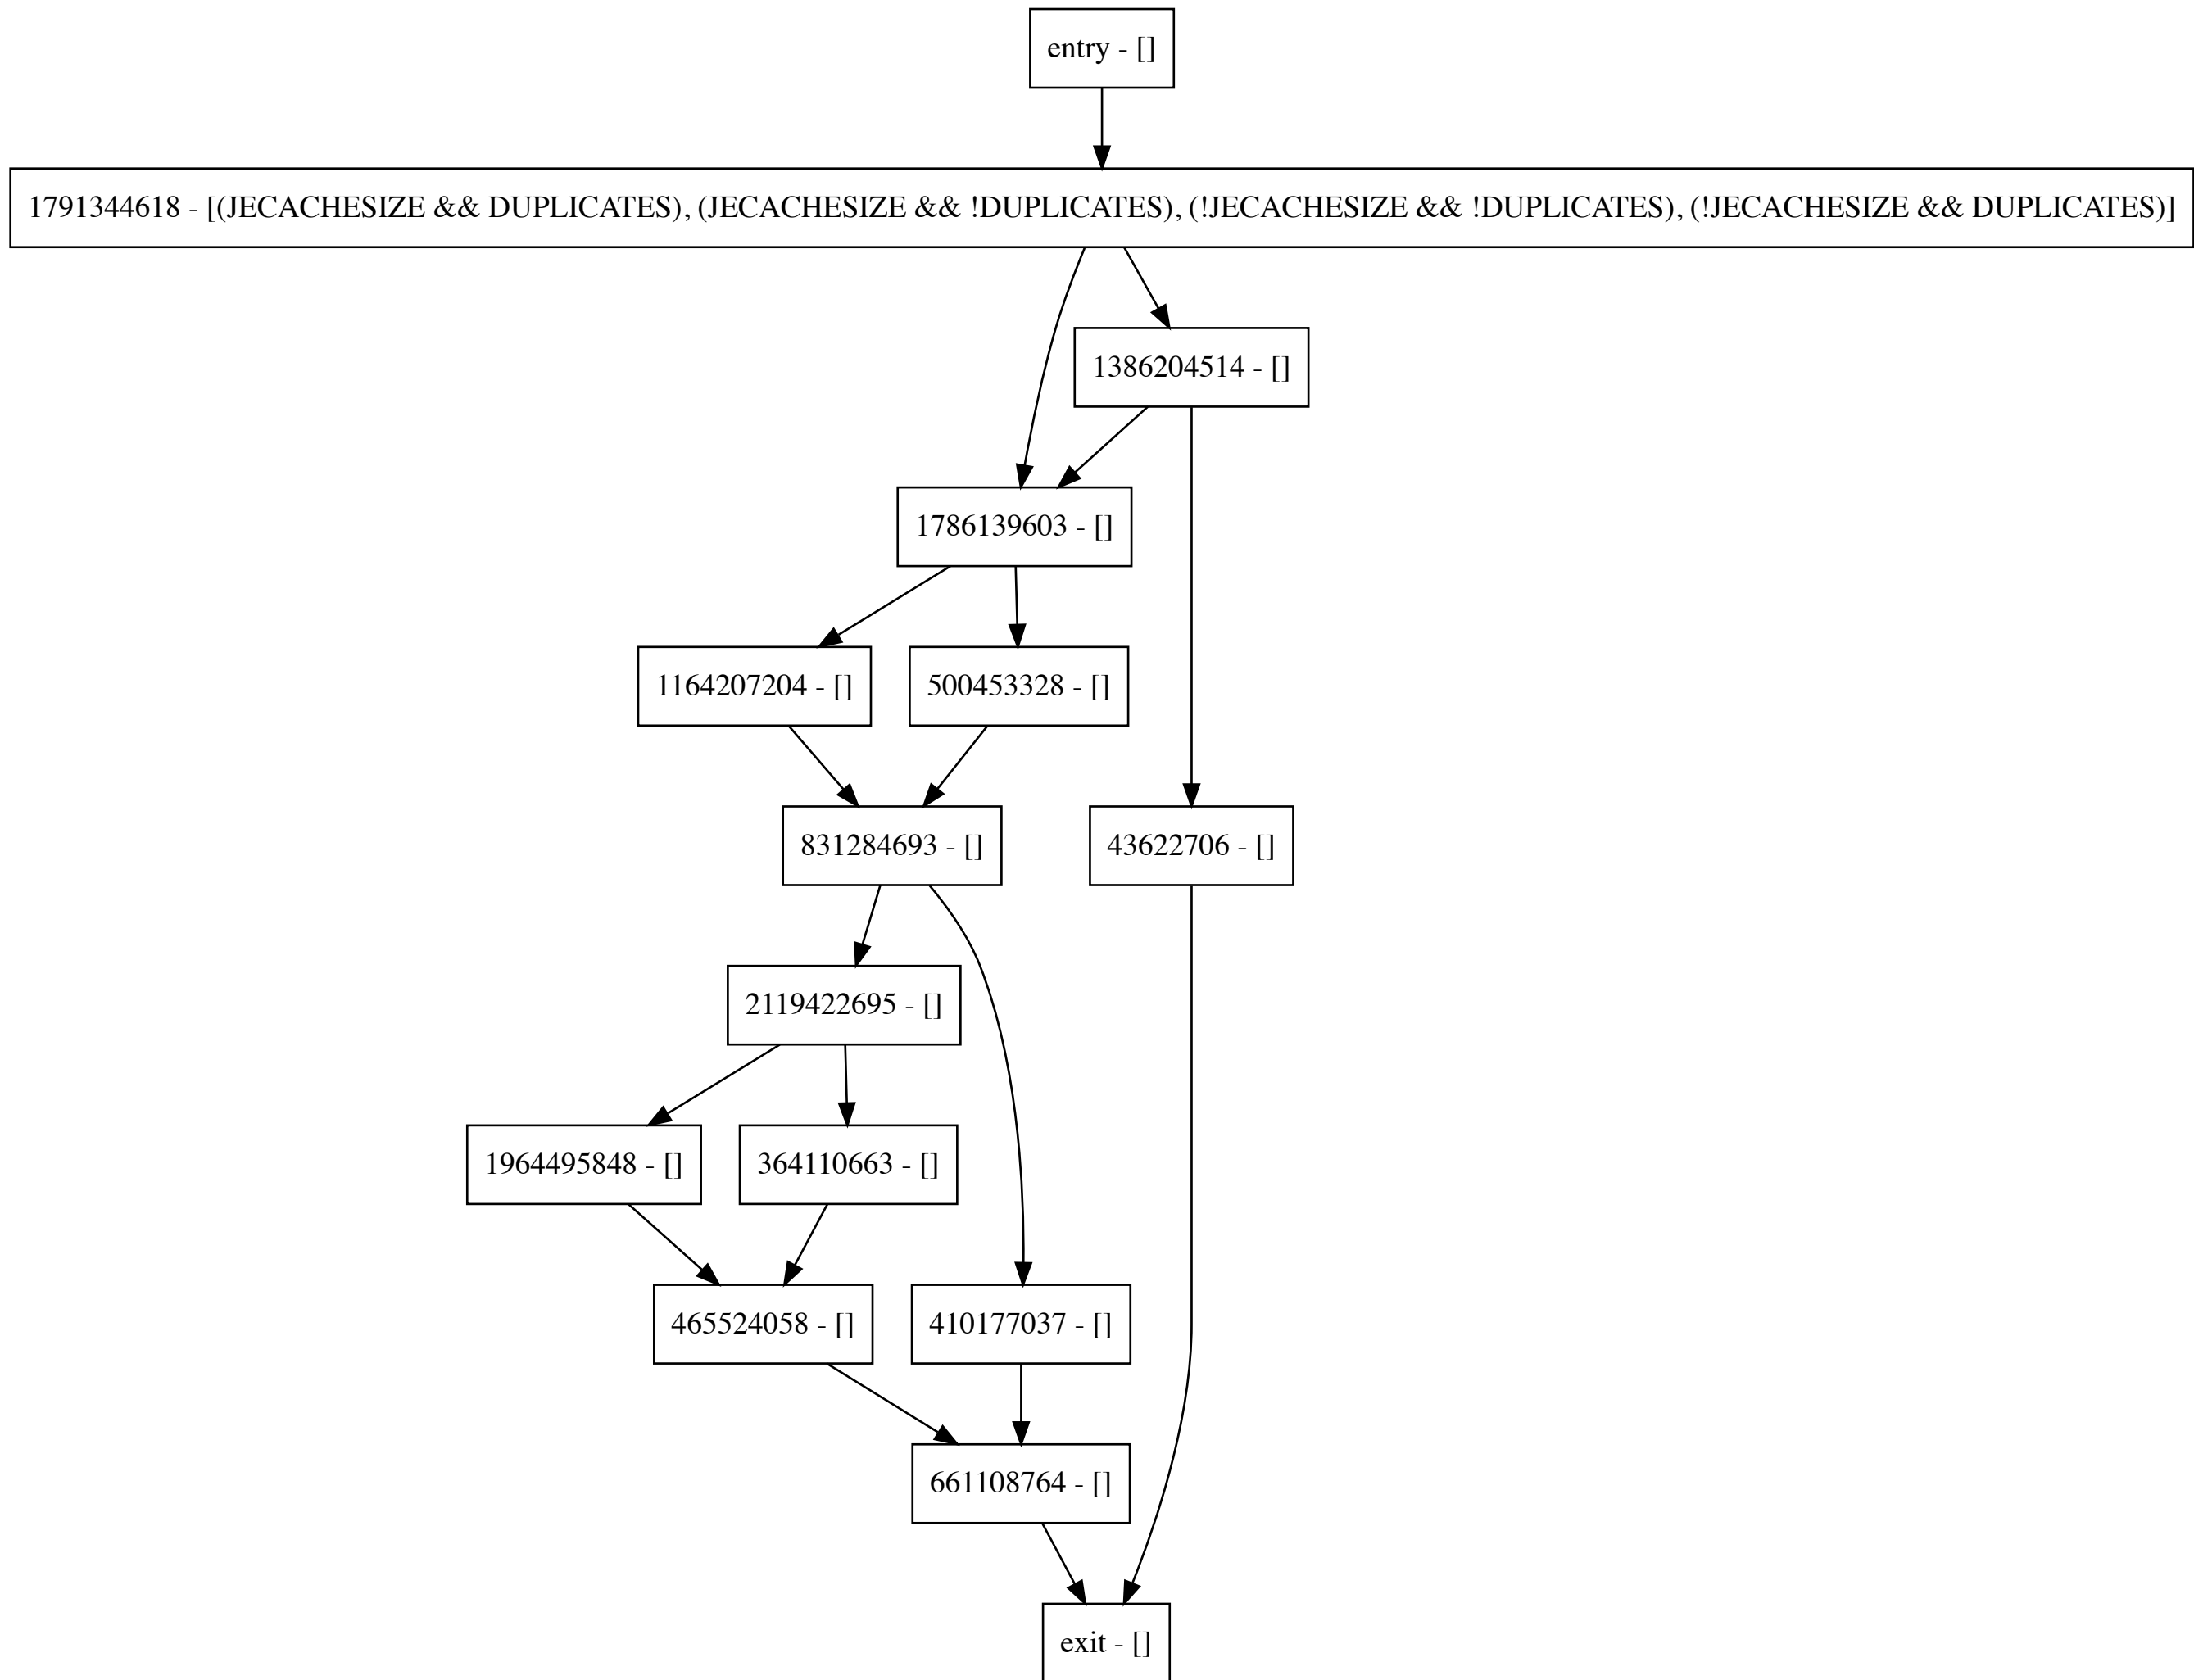 entry - []
1791344618 - [(JECACHESIZE && DUPLICATES), (JECACHESIZE && !DUPLICATES), (!JECACHESIZE && !DUPLICATES), (!JECACHESIZE && DUPLICATES)]
1386204514 - []
1786139603 - []
1164207204 - []
500453328 - []
831284693 - []
43622706 - []
2119422695 - []
1964495848 - []
364110663 - []
465524058 - []
410177037 - []
661108764 - []
exit - []